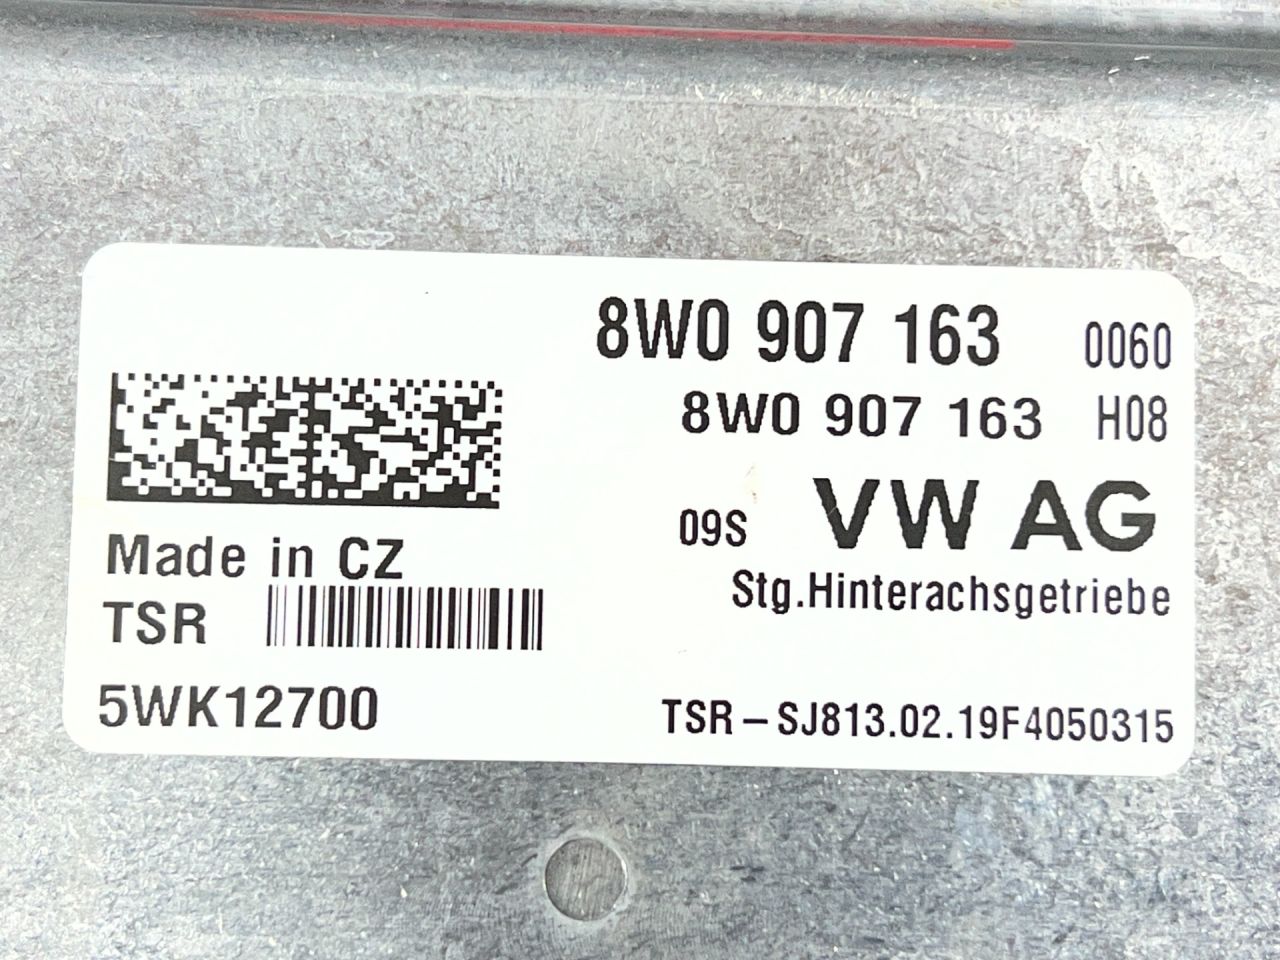 8W0 907 163 0060
8W0 907 163 H08
09S VW AG
Made in CZ
Stg.Hinterachsgetriebe
TSR
5WK12700
TSR-SJ813.02.19F4050315